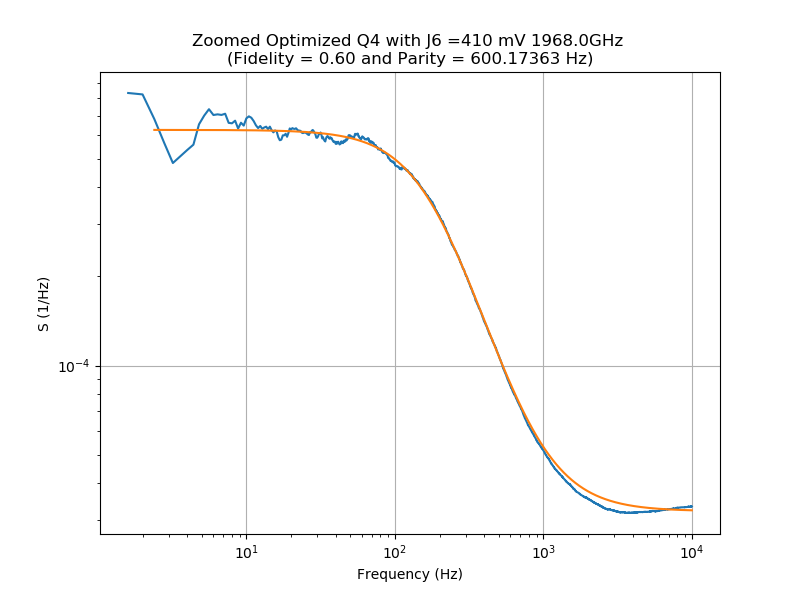 Zoomed Optimized Q4 with J6 =410 mV 1968.0GHz
(Fidelity = 0.60 and Parity = 600.17363 Hz)
S (1/Hz)
10⁻⁴
10¹ 10² 10³ 10⁴
Frequency (Hz)